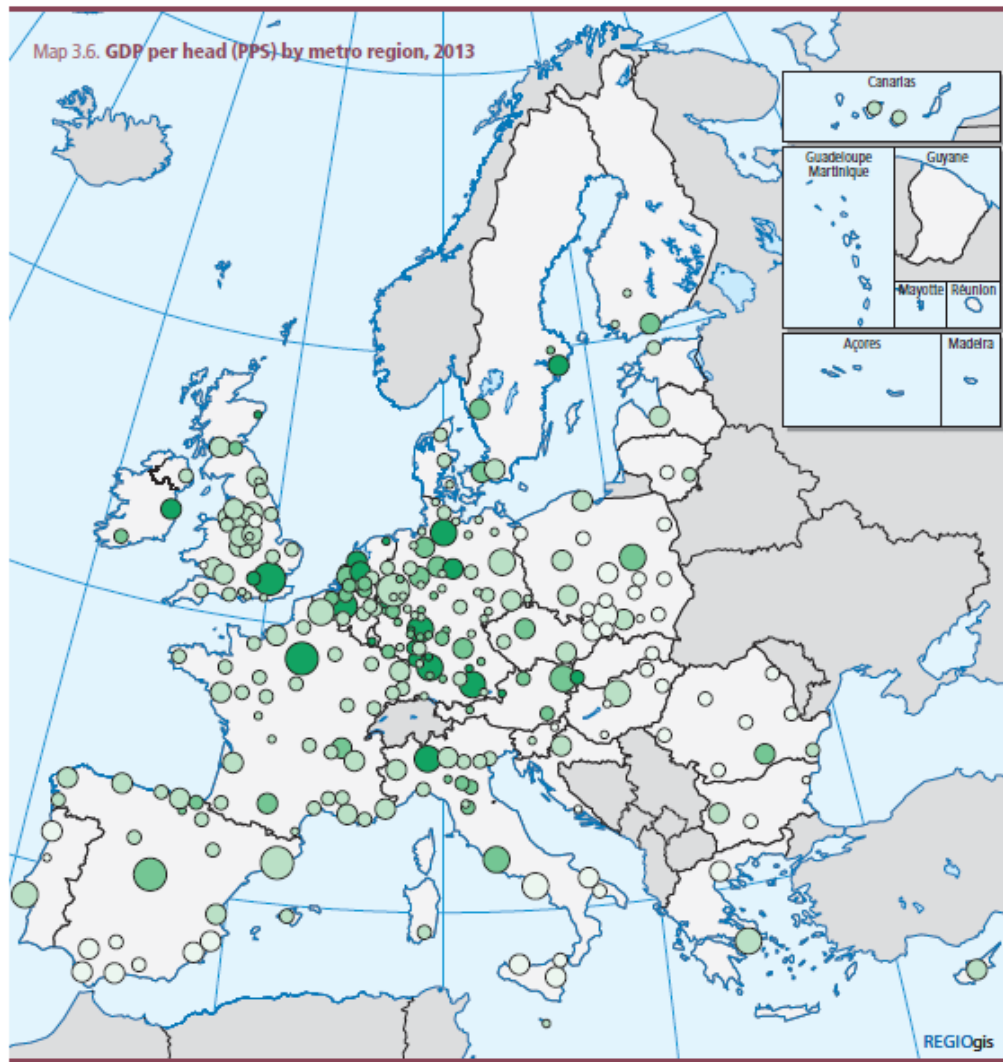 Map 3.6. GDP per head (PPS) by metro region, 2013
Canarias
Guadeloupe
Martinique
Guyane
Mayotte
Réunion
Açores
Madeira
REGIOgis